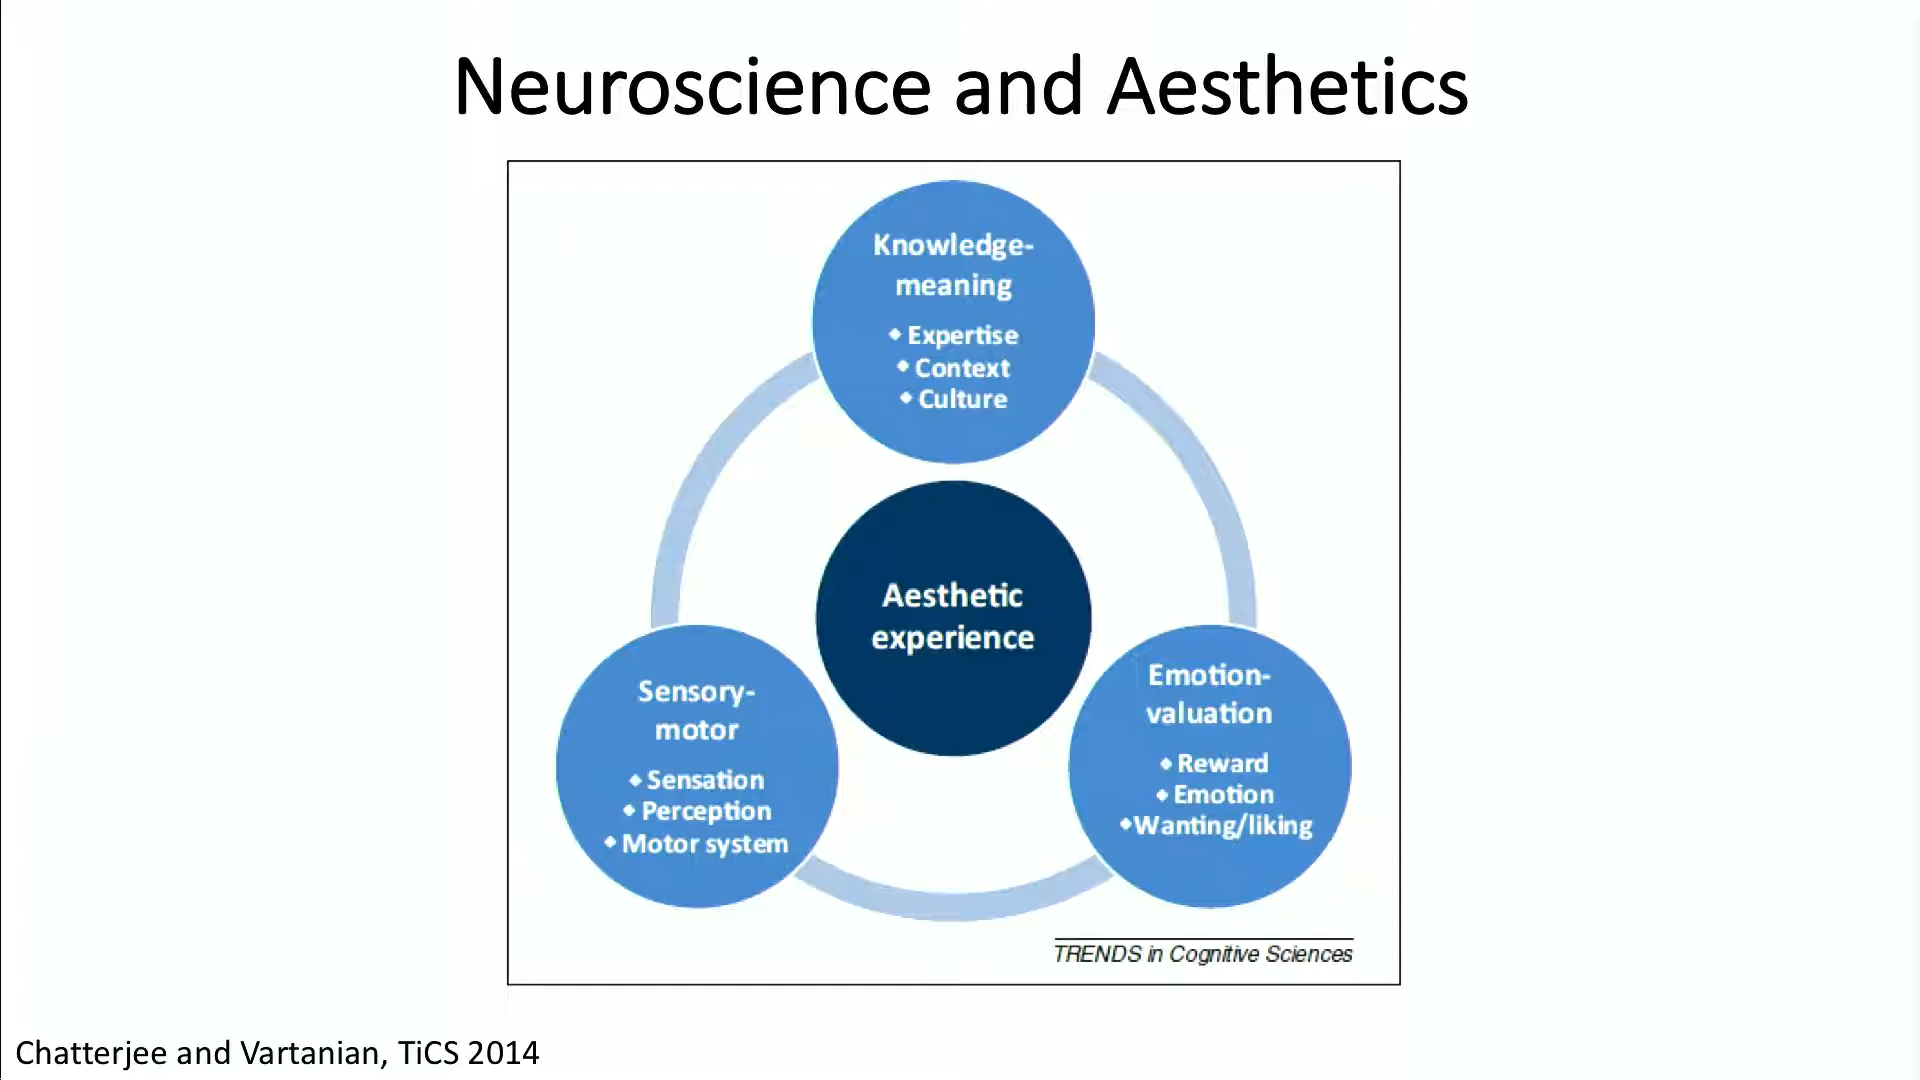 Neuroscience and Aesthetics
Knowledge-
meaning
◆ Expertise
◆ Context
◆ Culture
Aesthetic
experience
Sensory-
motor
◆ Sensation
◆ Perception
◆ Motor system
Emotion-
valuation
◆ Reward
◆ Emotion
◆Wanting/liking
TRENDS in Cognitive Sciences
Chatterjee and Vartanian, TiCS 2014